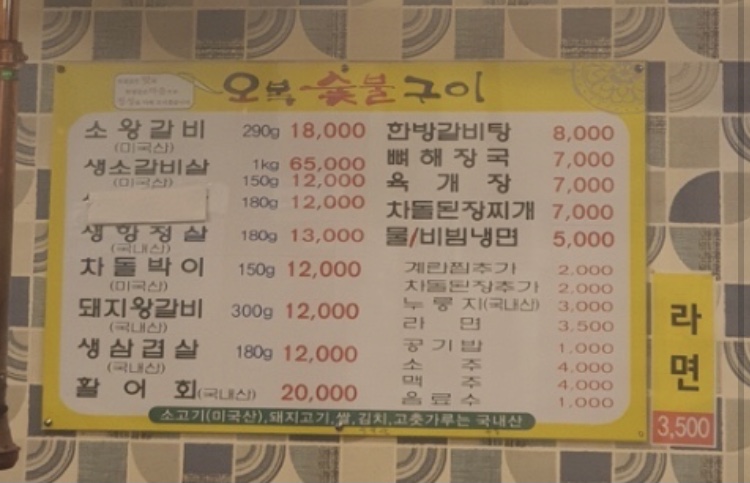 오복 숯불구이
소왕갈비 290g 18,000
(미국산)
생소갈비살 1kg 65,000
(미국산) 150g 12,000
180g 12,000
생항정살 180g 13,000
(국내산)
차돌박이 150g 12,000
(미국산)
돼지왕갈비 300g 12,000
(국내산)
생삼겹살 180g 12,000
(국내산)
활어회(국내산) 20,000
한방갈비탕 8,000
뼈해장국 7,000
육개장 7,000
차돌된장찌개 7,000
물/비빔냉면 5,000
계란찜추가 2.000
차돌된장추가 2.000
누룽지(국내산) 3,000
라면 3.500
공기밥 1,000
소주 4.000
맥주 4,000
음료수 1.000
소고기(미국산),돼지고기,쌀,김치,고춧가루는 국내산
라면
3,500